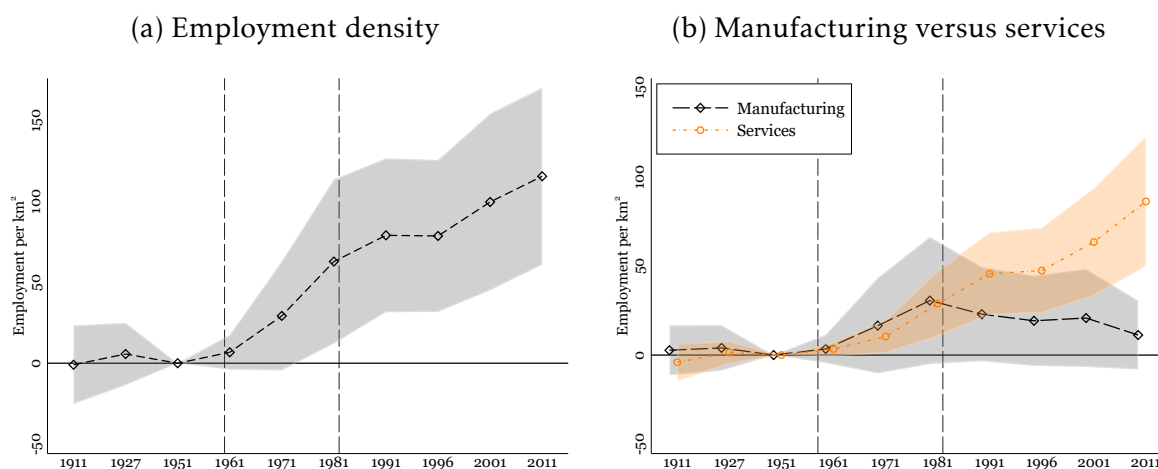 (a) Employment density
Employment per km²
150
100
50
0
-50
1911 1927 1951 1961 1971 1981 1991 1996 2001 2011
(b) Manufacturing versus services
Manufacturing
Services
Employment per km²
150
100
50
0
-50
1911 1927 1951 1961 1971 1981 1991 1996 2001 2011